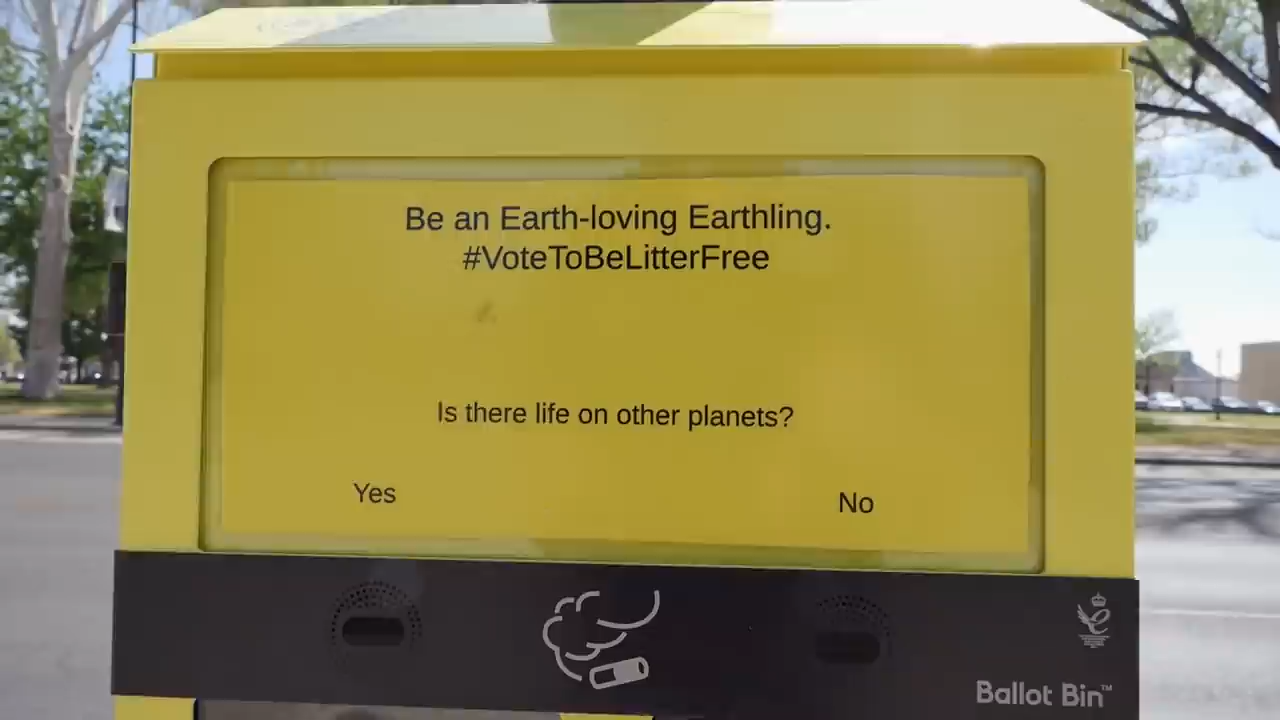 Be an Earth-loving Earthling.
#VoteToBeLitterFree
Is there life on other planets?
Yes
No
Ballot Bin™